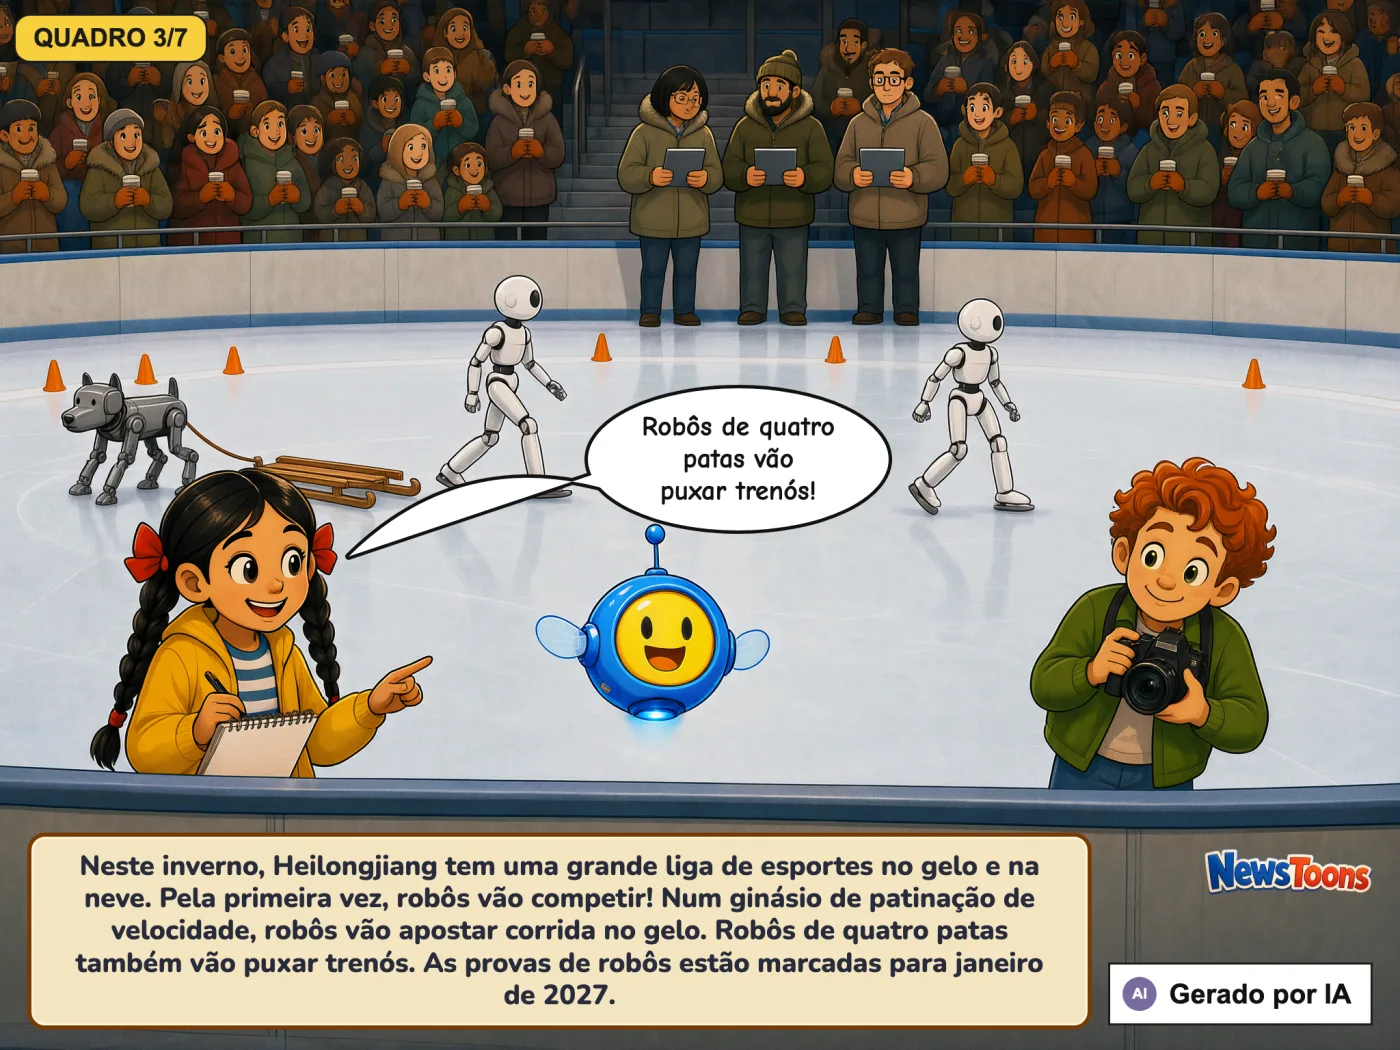 QUADRO 3/7
Robôs de quatro
patas vão
puxar trenós!
Neste inverno, Heilongjiang tem uma grande liga de esportes no gelo e na
neve. Pela primeira vez, robôs vão competir! Num ginásio de patinação de
velocidade, robôs vão apostar corrida no gelo. Robôs de quatro patas
também vão puxar trenós. As provas de robôs estão marcadas para janeiro
de 2027.
NewsToons
AI Gerado por IA